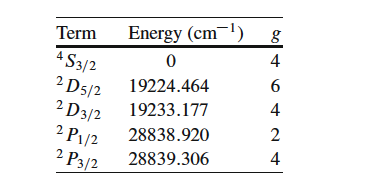 Term Energy (cm⁻¹) g
⁴S₃/₂ 0 4
²D₅/₂ 19224.464 6
²D₃/₂ 19233.177 4
²P₁/₂ 28838.920 2
²P₃/₂ 28839.306 4